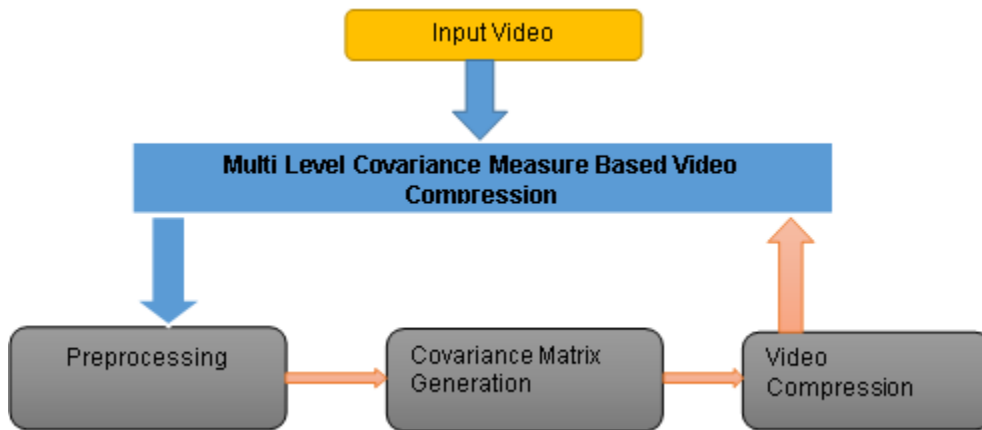 Input Video
Multi Level Covariance Measure Based Video
Compression
Preprocessing
Covariance Matrix
Generation
Video
Compression